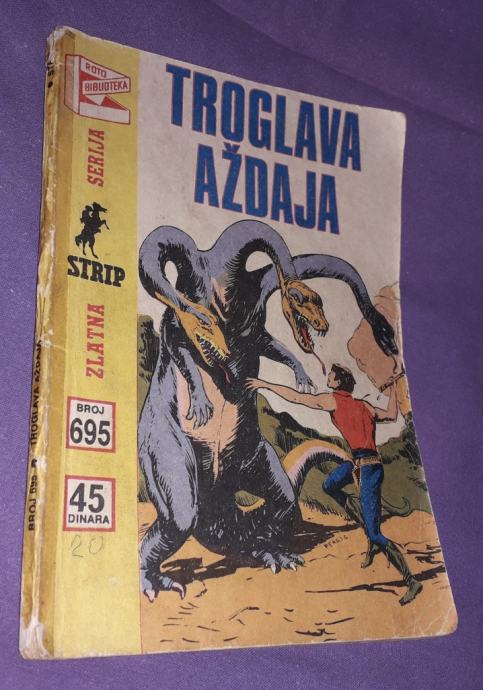 ROTO
BIBLIOTEKA
TROGLAVA
AŽDAJA
ZLATNA
STRIP
SERIJA
BROJ
695
45
DINARA
20
BROJ 695
TROGLAVA AŽDAJA